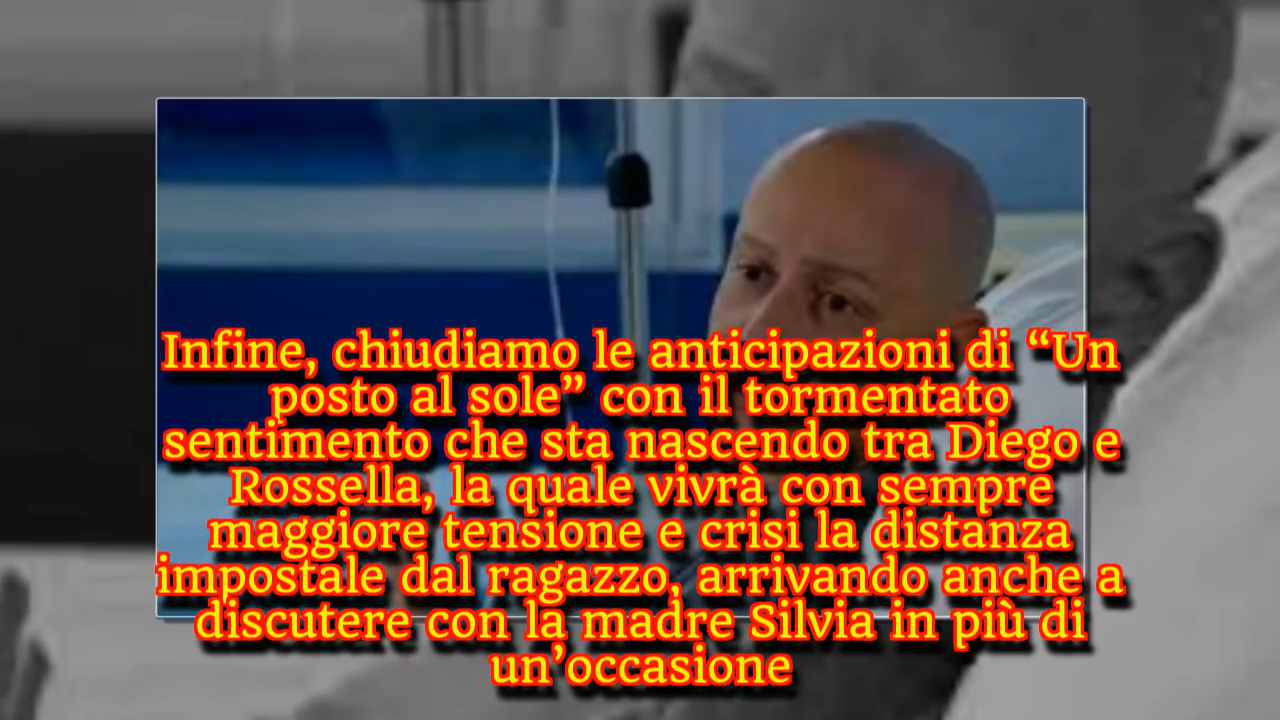 Infine, chiudiamo le anticipazioni di “Un
posto al sole” con il tormentato
sentimento che sta nascendo tra Diego e
Rossella, la quale vivrà con sempre
maggiore tensione e crisi la distanza
impostale dal ragazzo, arrivando anche a
discutere con la madre Silvia in più di
un’occasione